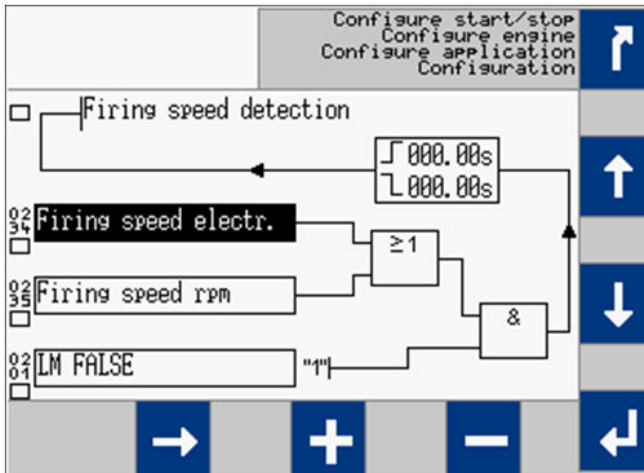 Configure start/stop
Configure engine
Configure application
Configuration
Firing speed detection
000.00s
000.00s
02
34
Firing speed electr.
≥1
02
35
Firing speed rpm
&
02
01
LM FALSE
"1"